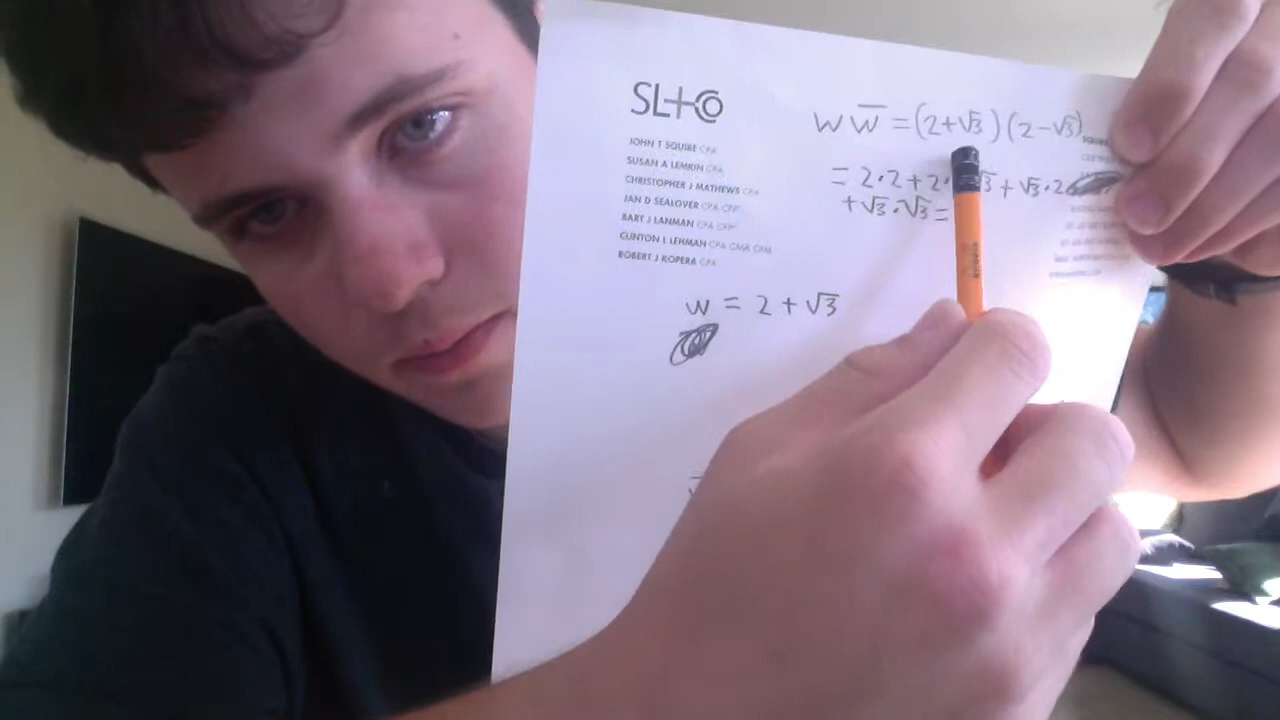 SL+Co
JOHN T SQUIRE CPA
SUSAN A LEMKIN CPA
CHRISTOPHER J MATHEWS CPA
JAN D SEALOVER CPA CFP
BART J LANMAN CPA CFP
CLINTON L LEHMAN CPA CMA CFM
ROBERT J KOPERA CPA
w w̅ = (2+√3)(2-√3)
= 2·2+2· √3 + √3·2
+√3·√3 =
w = 2 + √3